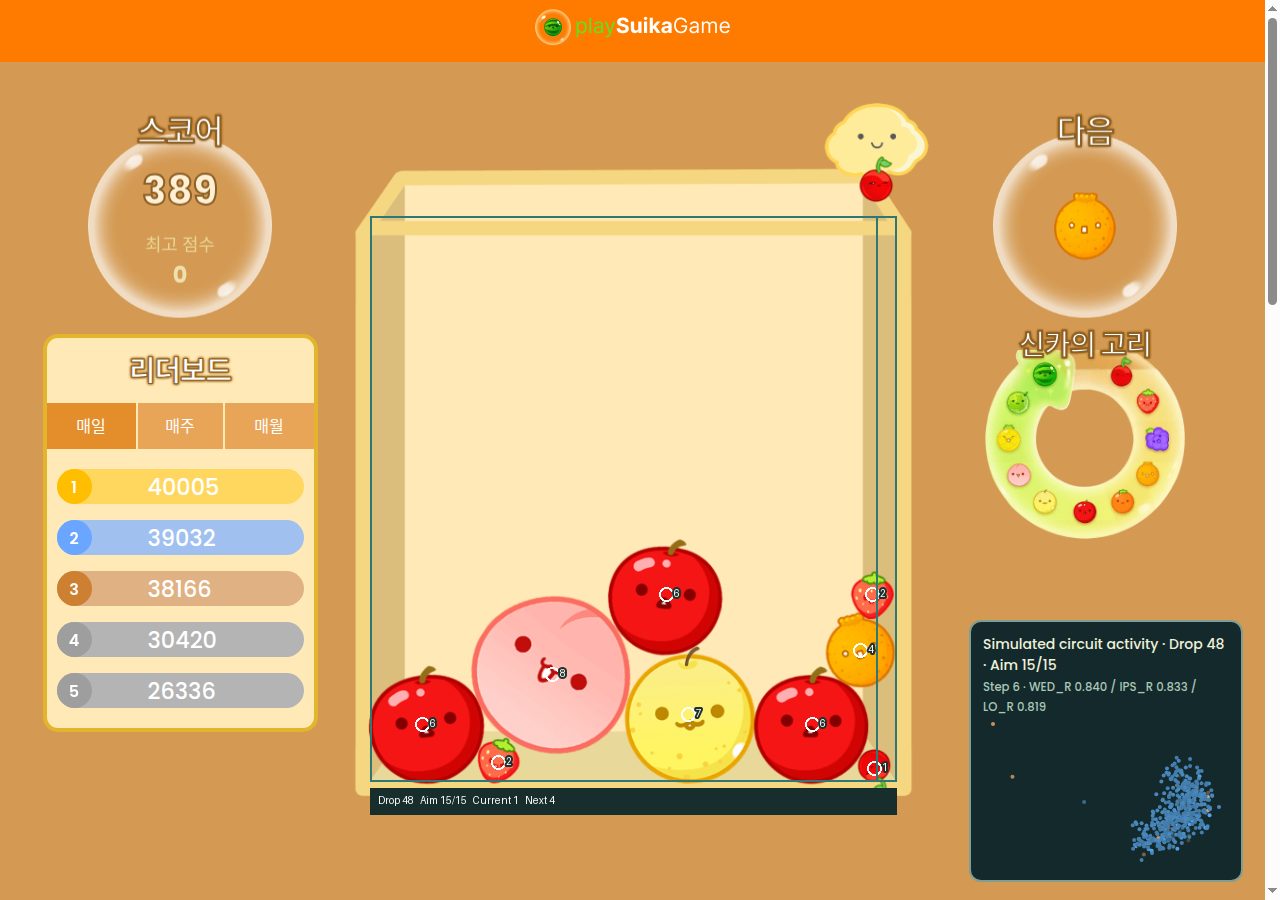 playSuikaGame
스코어
389
최고 점수
0
다음
리더보드
매일 매주 매월
1 40005
2 39032
3 38166
4 30420
5 26336
신카의 고리
6
2
4
8
7
6
6
2
1
Drop 48 Aim 15/15 Current 1 Next 4
Simulated circuit activity · Drop 48
· Aim 15/15
Step 6 · WED_R 0.840 / IPS_R 0.833 /
LO_R 0.819